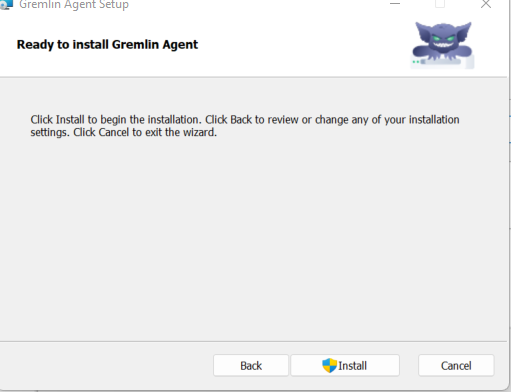 Gremlin Agent Setup
Ready to install Gremlin Agent
Click Install to begin the installation. Click Back to review or change any of your installation
settings. Click Cancel to exit the wizard.
Back
Install
Cancel